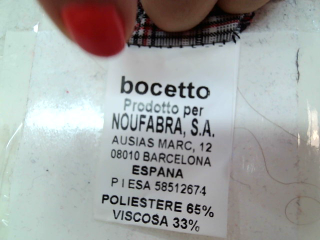 bocetto
Prodotto per
NOUFABRA, S.A.
AUSIAS MARC, 12
08010 BARCELONA
ESPANA
P I ESA 58512674
POLIESTERE 65%
VISCOSA 33%